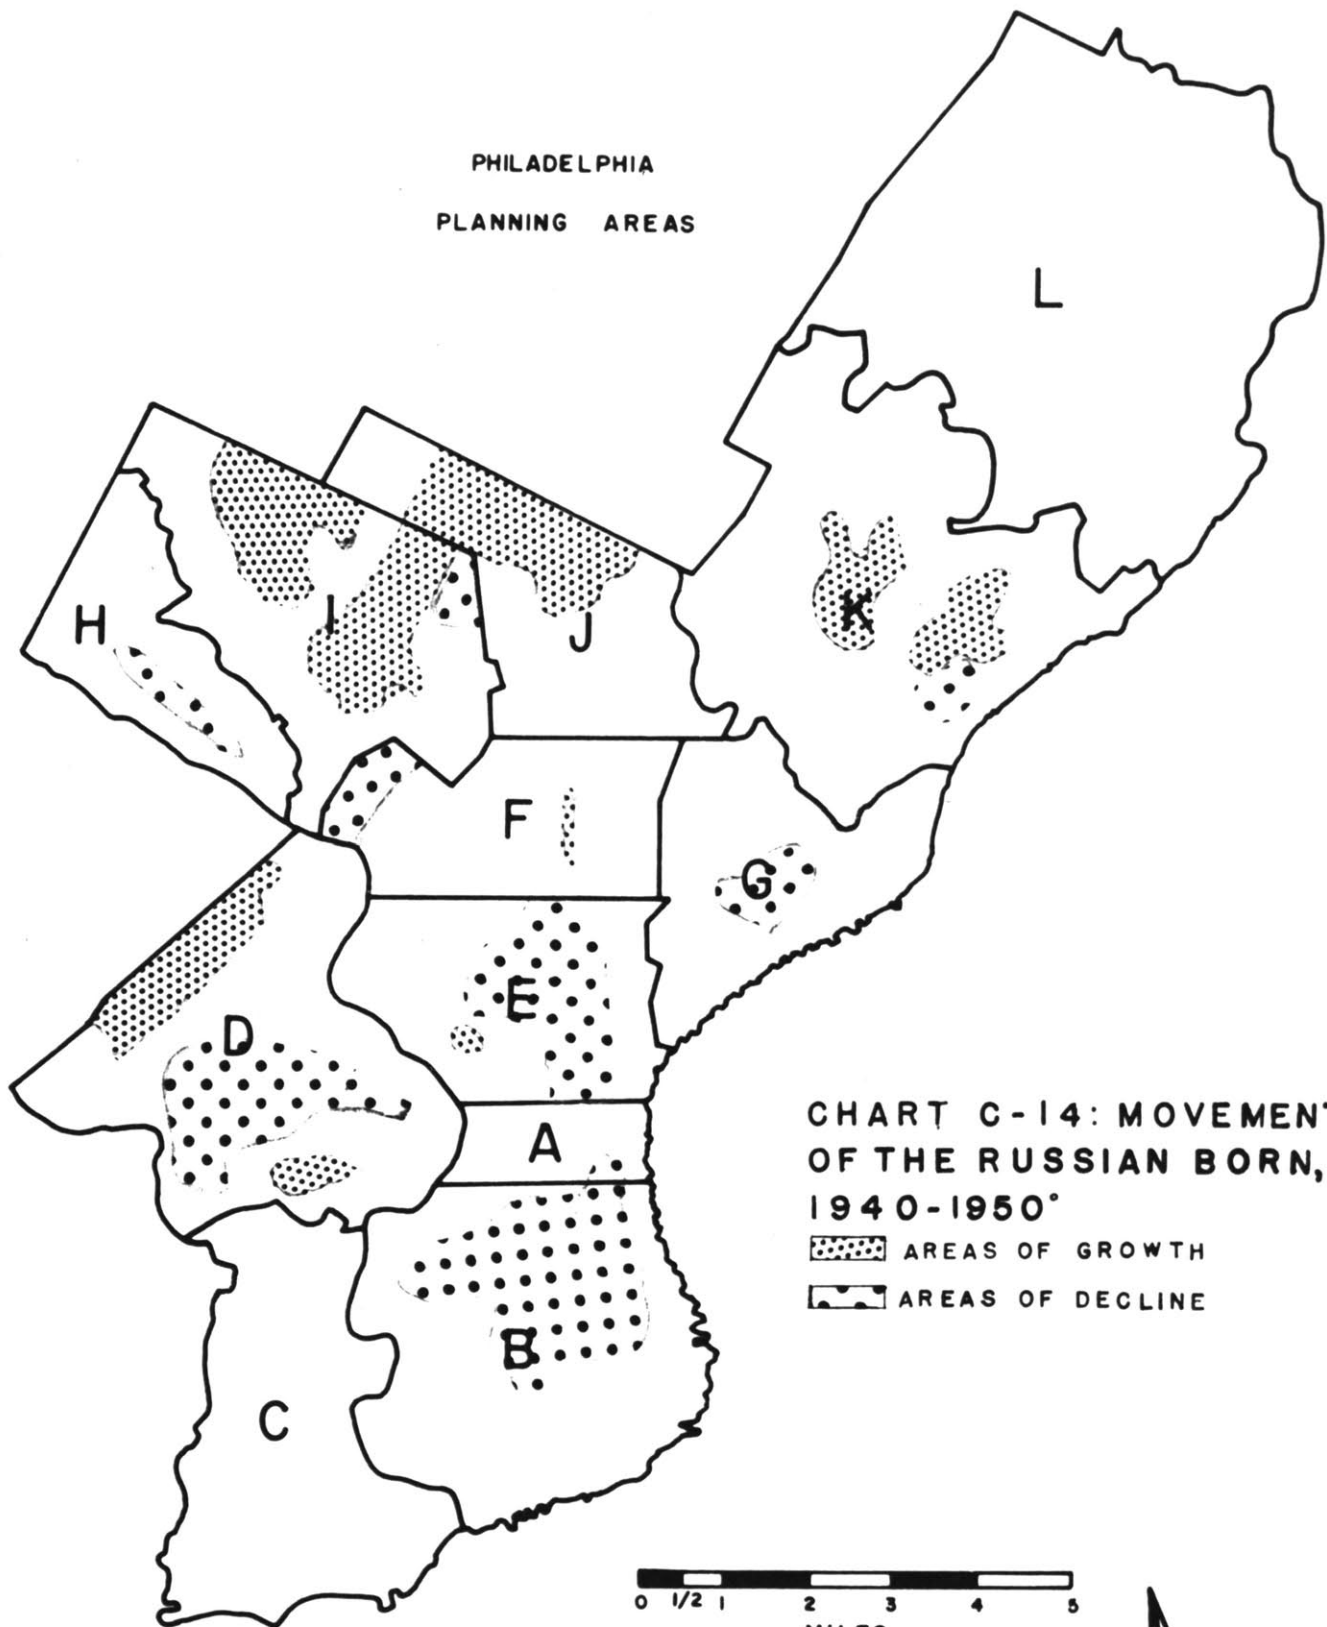 PHILADELPHIA
PLANNING AREAS
L
H
I
J
K
F
G
E
D
A
B
C
CHART C-14: MOVEMEN
OF THE RUSSIAN BORN,
1940-1950°
AREAS OF GROWTH
AREAS OF DECLINE
0 1/2 1 2 3 4 5